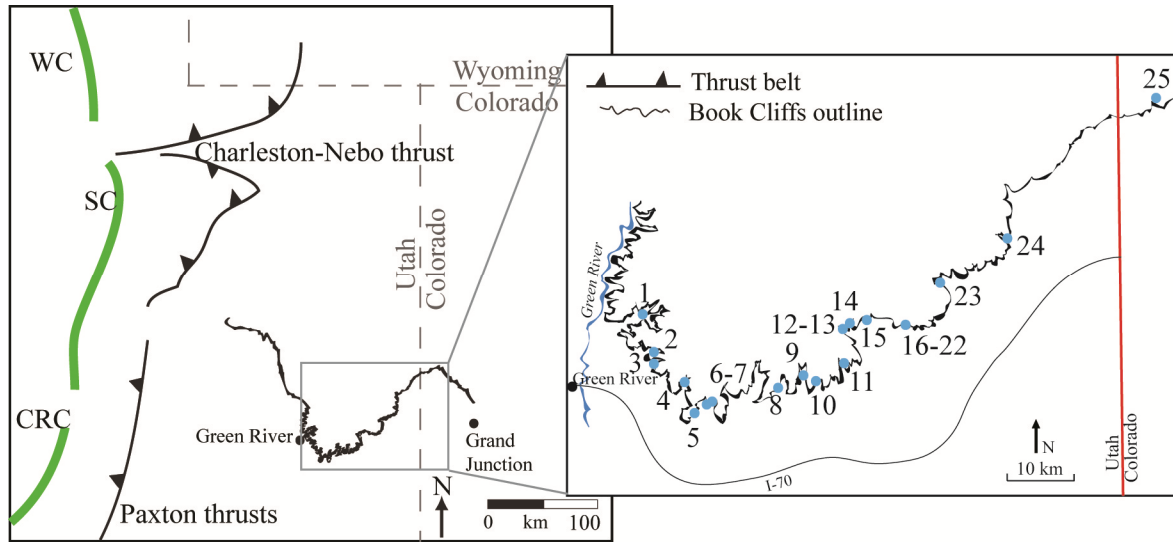 WC
Wyoming
Colorado
Charleston-Nebo thrust
SC
Utah
Colorado
CRC
Green River
Grand
Junction
Paxton thrusts
N
0 km 100
Thrust belt
Book Cliffs outline
25
Green River
24
1
23
14
12-13
15
16-22
2
3
9
Green River
6-7
11
4
8
10
5
N
10 km
Utah
Colorado
I-70